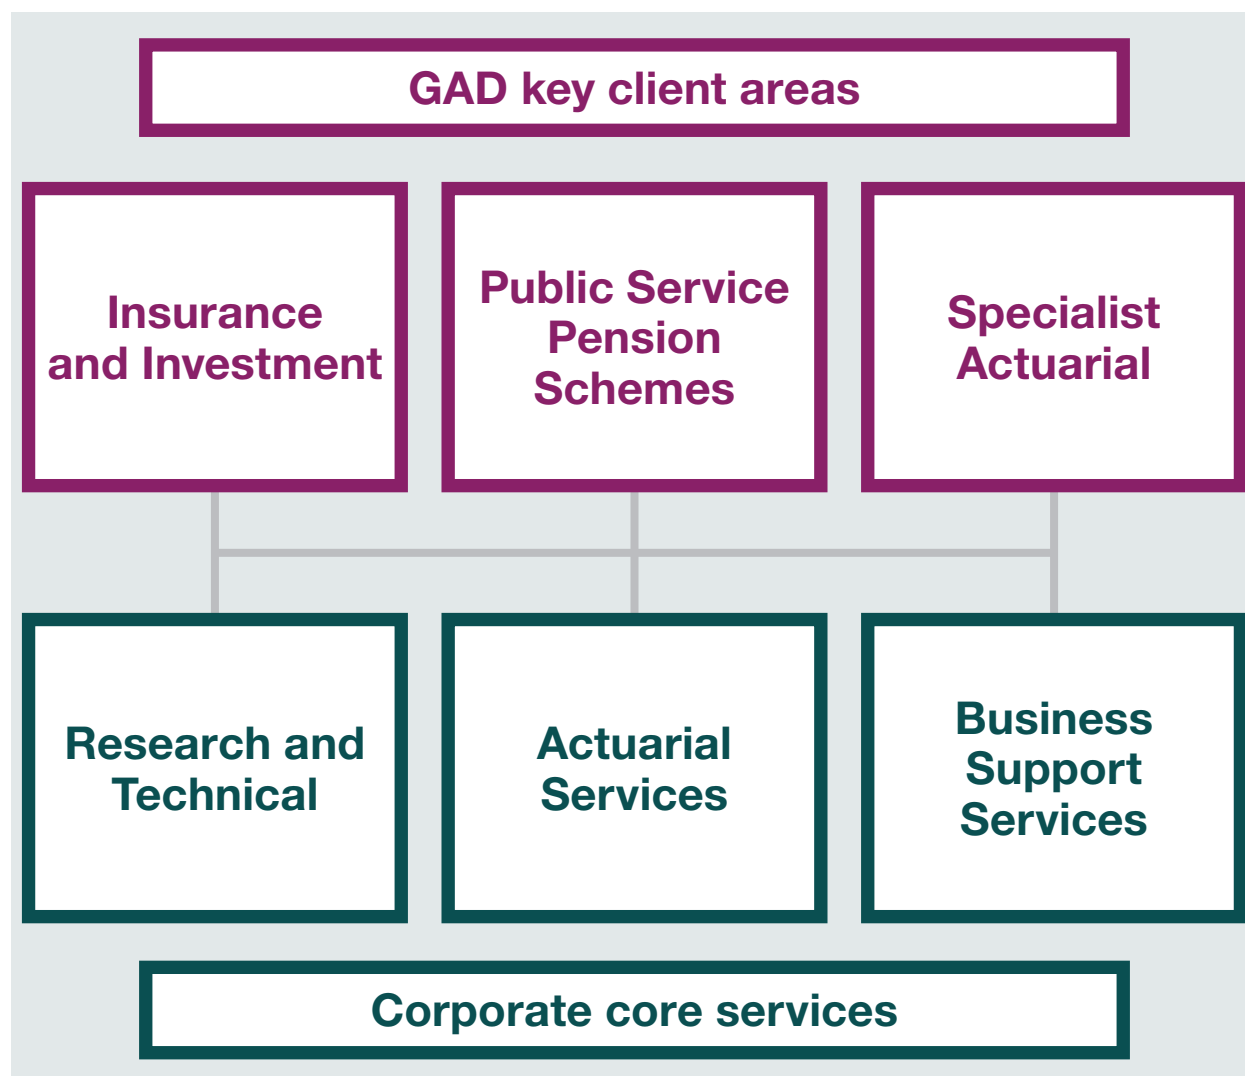 GAD key client areas
Insurance
and Investment
Public Service
Pension
Schemes
Specialist
Actuarial
Research and
Technical
Actuarial
Services
Business
Support
Services
Corporate core services